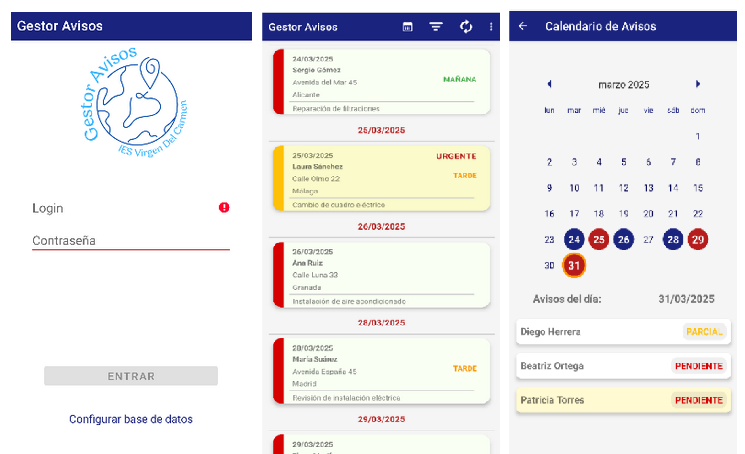 Gestor Avisos
Gestor Avisos
IES Virgen Del Carmen
Login
Contraseña
ENTRAR
Configurar base de datos
Gestor Avisos
24/03/2025
Sergio Gómez
Avenida del Mar 45
MAÑANA
Alicante
Reparación de filtraciones
25/03/2025
25/03/2025
URGENTE
Laura Sánchez
Calle Olmo 22
TARDE
Málaga
Cambio de cuadro eléctrico
26/03/2025
26/03/2025
Ana Ruiz
Calle Luna 33
Granada
Instalación de aire acondicionado
28/03/2025
28/03/2025
María Suárez
Avenida España 45
TARDE
Madrid
Revisión de instalación eléctrica
29/03/2025
29/03/2025
Calendario de Avisos
marzo 2025
lun mar mié jue vie sáb dom
1
2 3 4 5 6 7 8
9 10 11 12 13 14 15
16 17 18 19 20 21 22
23 24 25 26 27 28 29
30 31
Avisos del día: 31/03/2025
Diego Herrera PARCIA...
Beatriz Ortega PENDIENTE
Patricia Torres PENDIENTE